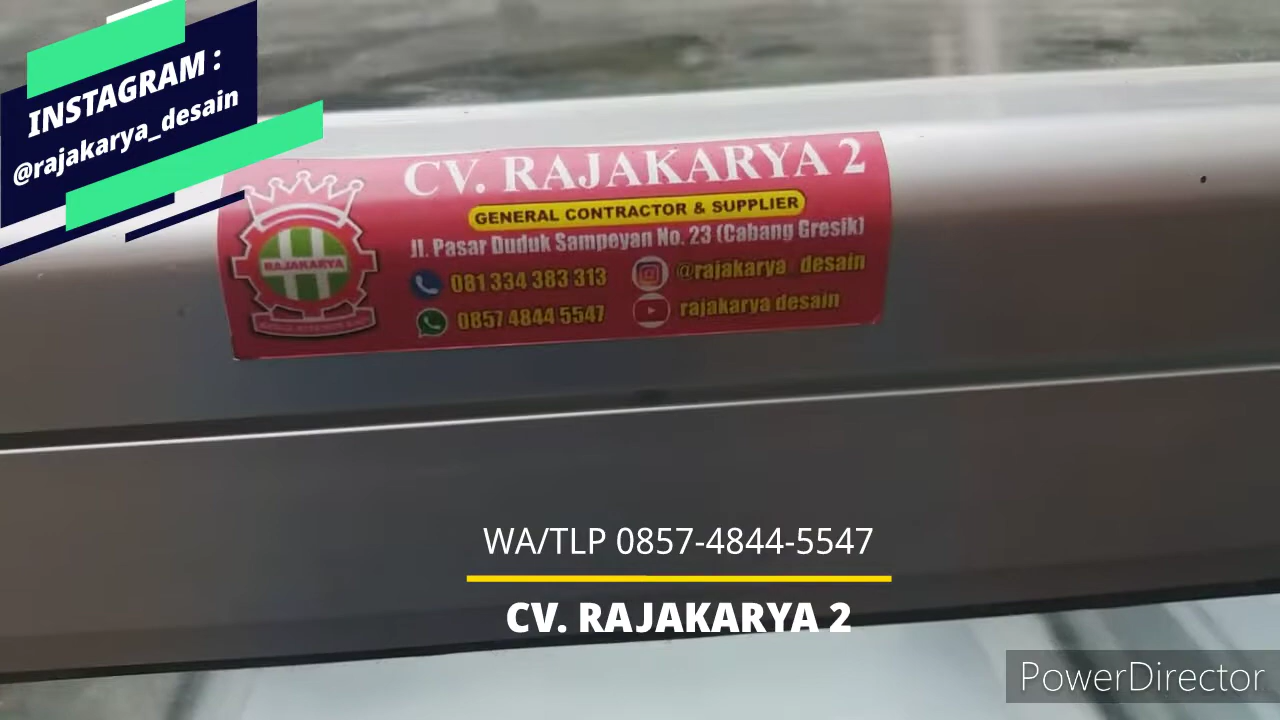 INSTAGRAM :
@rajakarya_desain
CV. RAJAKARYA 2
GENERAL CONTRACTOR & SUPPLIER
Jl. Pasar Duduk Sampeyan No. 23 (Cabang Gresik)
081 334 383 313
@rajakarya_desain
0857 4844 5547
rajakarya desain
RAJAKARYA
WA/TLP 0857-4844-5547
CV. RAJAKARYA 2
PowerDirector